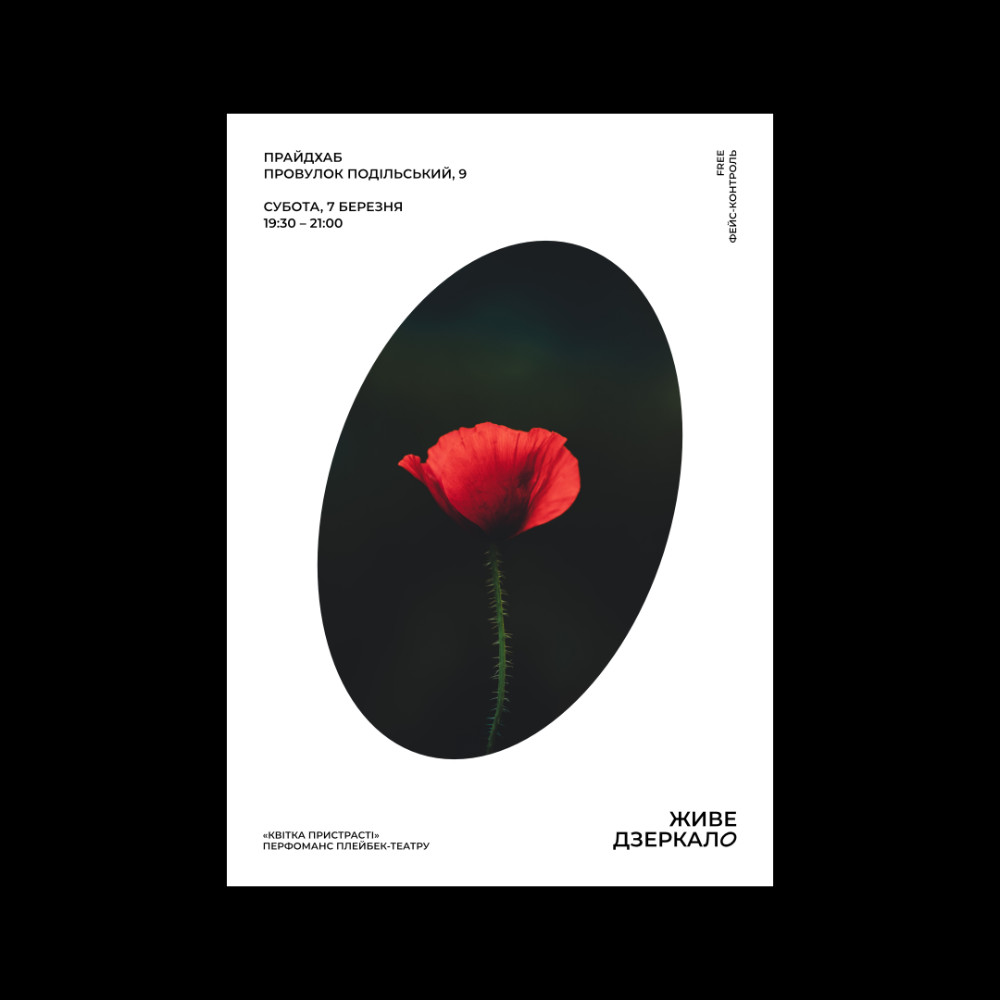 ПРАЙДХАБ
ПРОВУЛОК ПОДІЛЬСЬКИЙ, 9
СУБОТА, 7 БЕРЕЗНЯ
19:30 – 21:00
FREE
ФЕЙС-КОНТРОЛЬ
«КВІТКА ПРИСТРАСТІ»
ПЕРФОМАНС ПЛЕЙБЕК-ТЕАТРУ
ЖИВЕ
ДЗЕРКАЛО